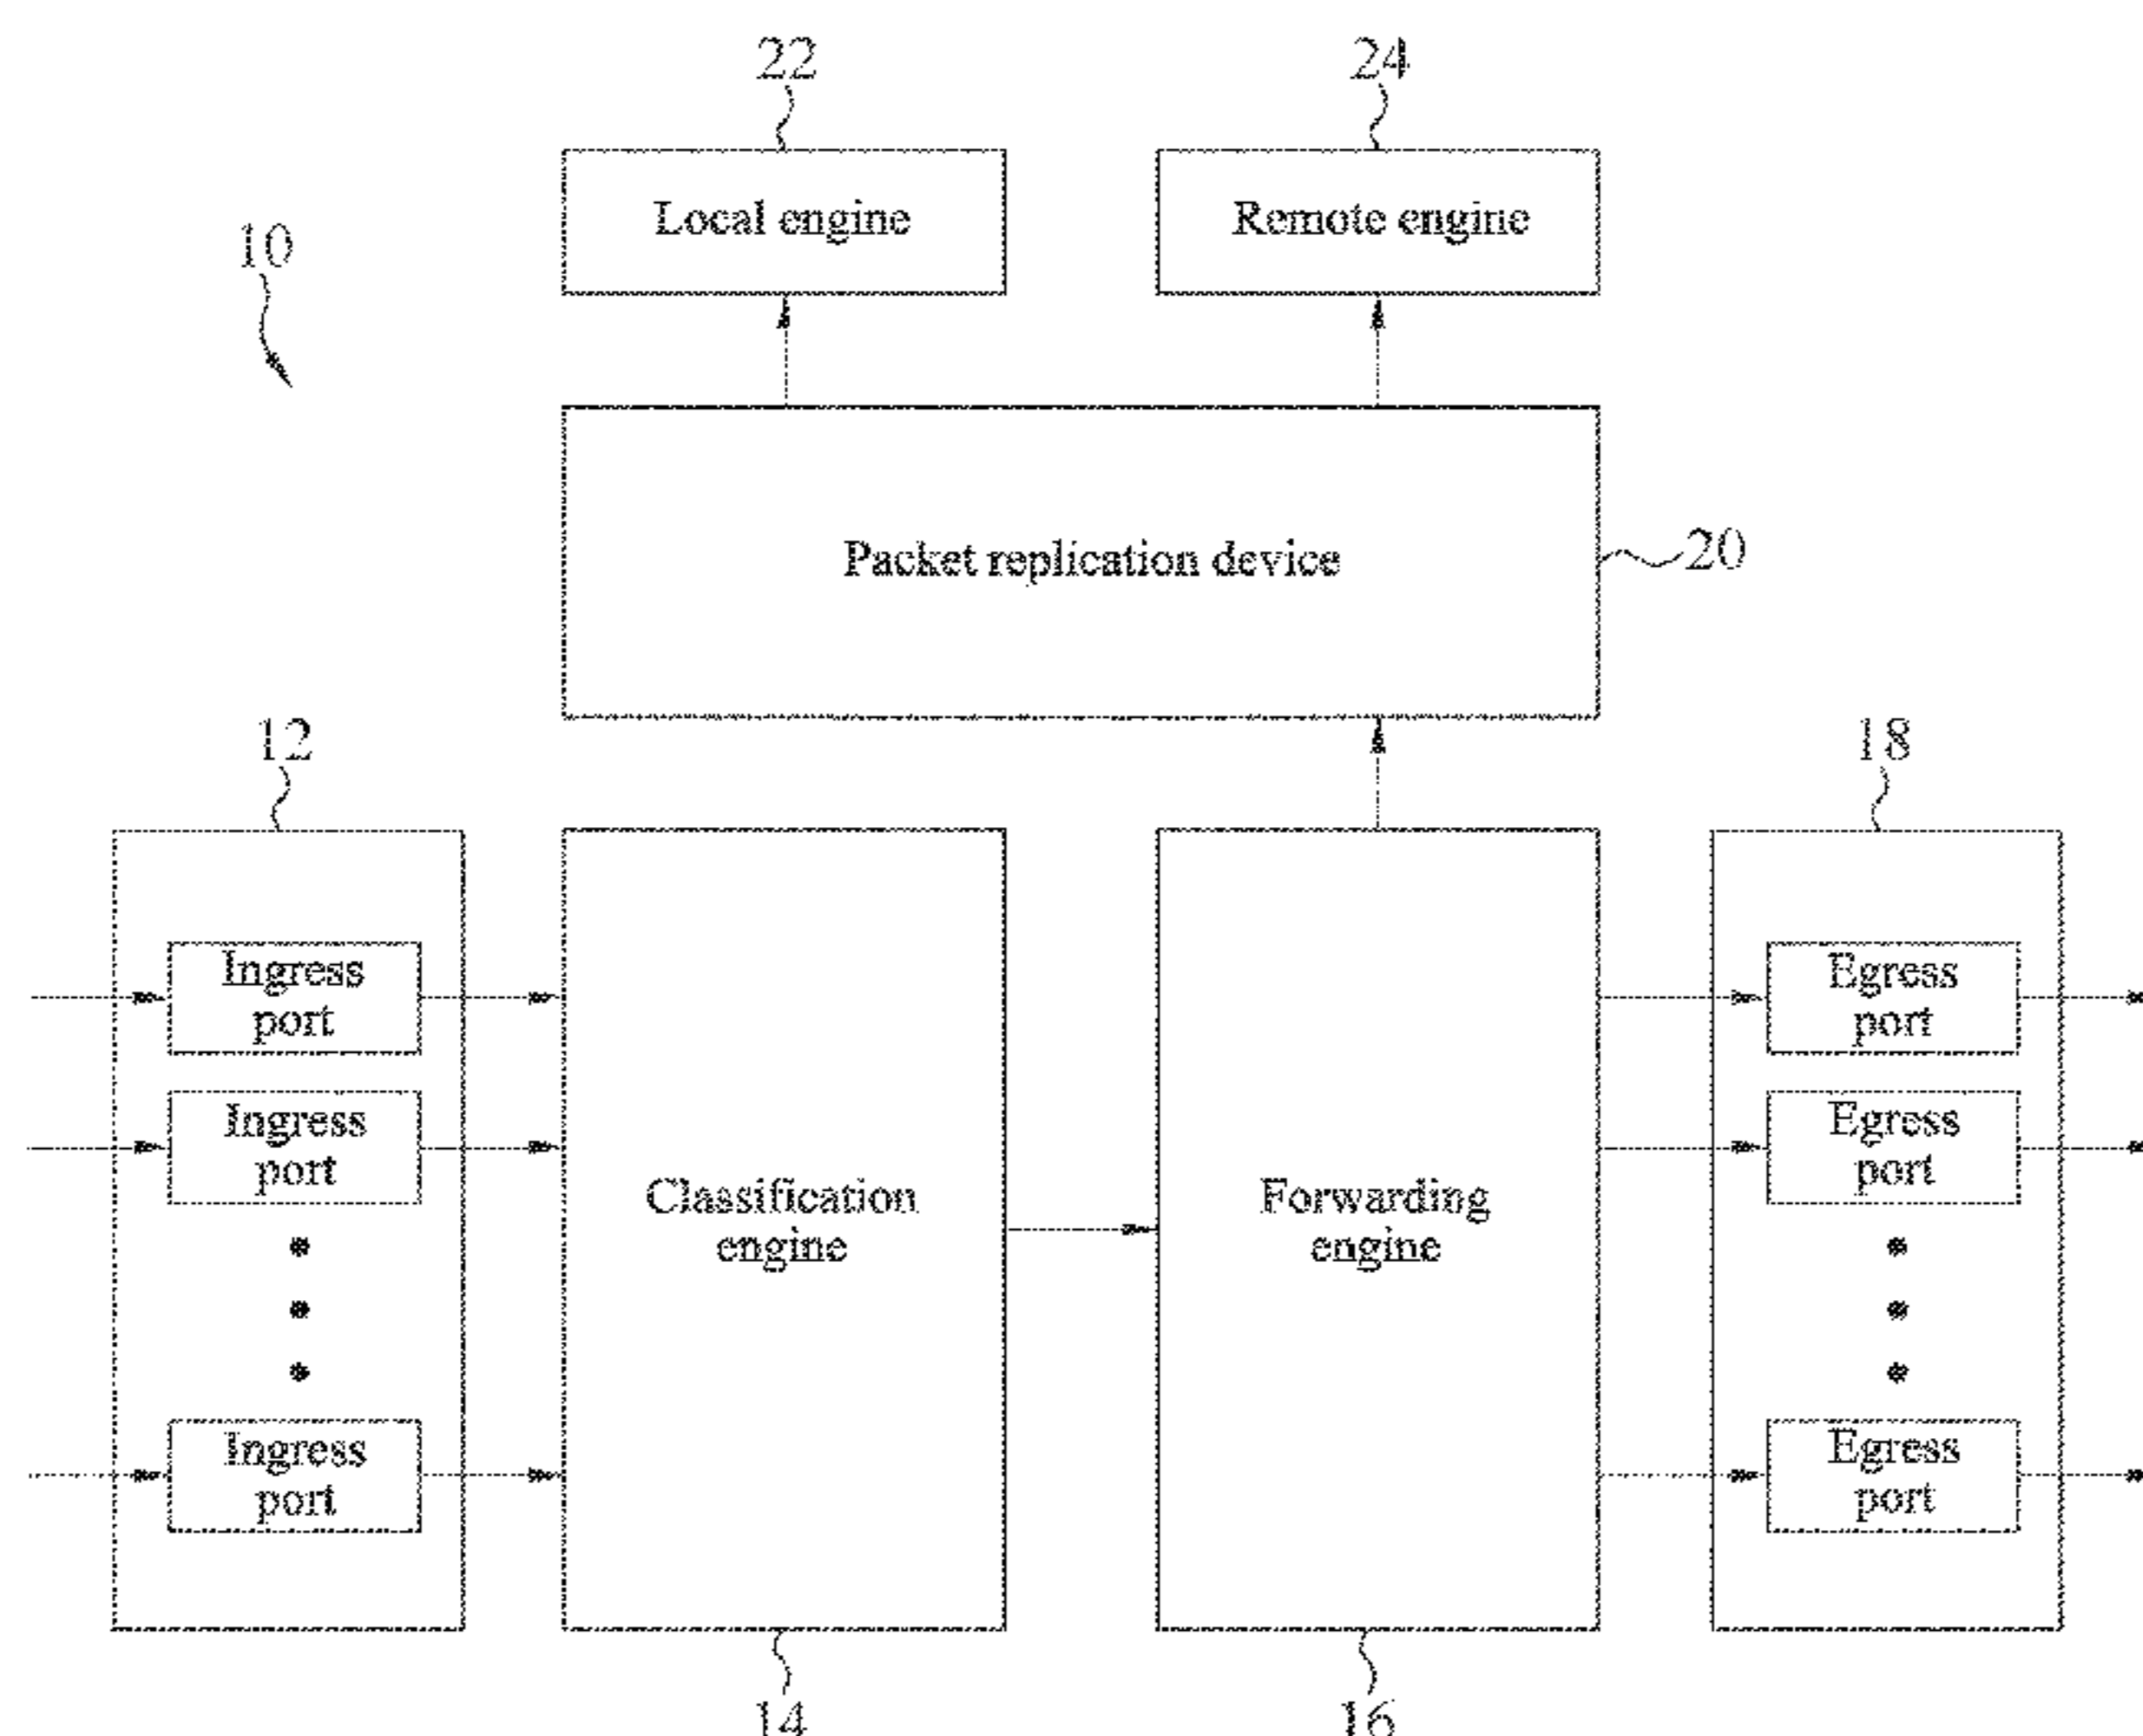 22
24
Local engine
Remote engine
10
Packet replication device
20
12
18
Ingress
port
Ingress
port
Ingress
port
Classification
engine
Forwarding
engine
Egress
port
Egress
port
Egress
port
14
16